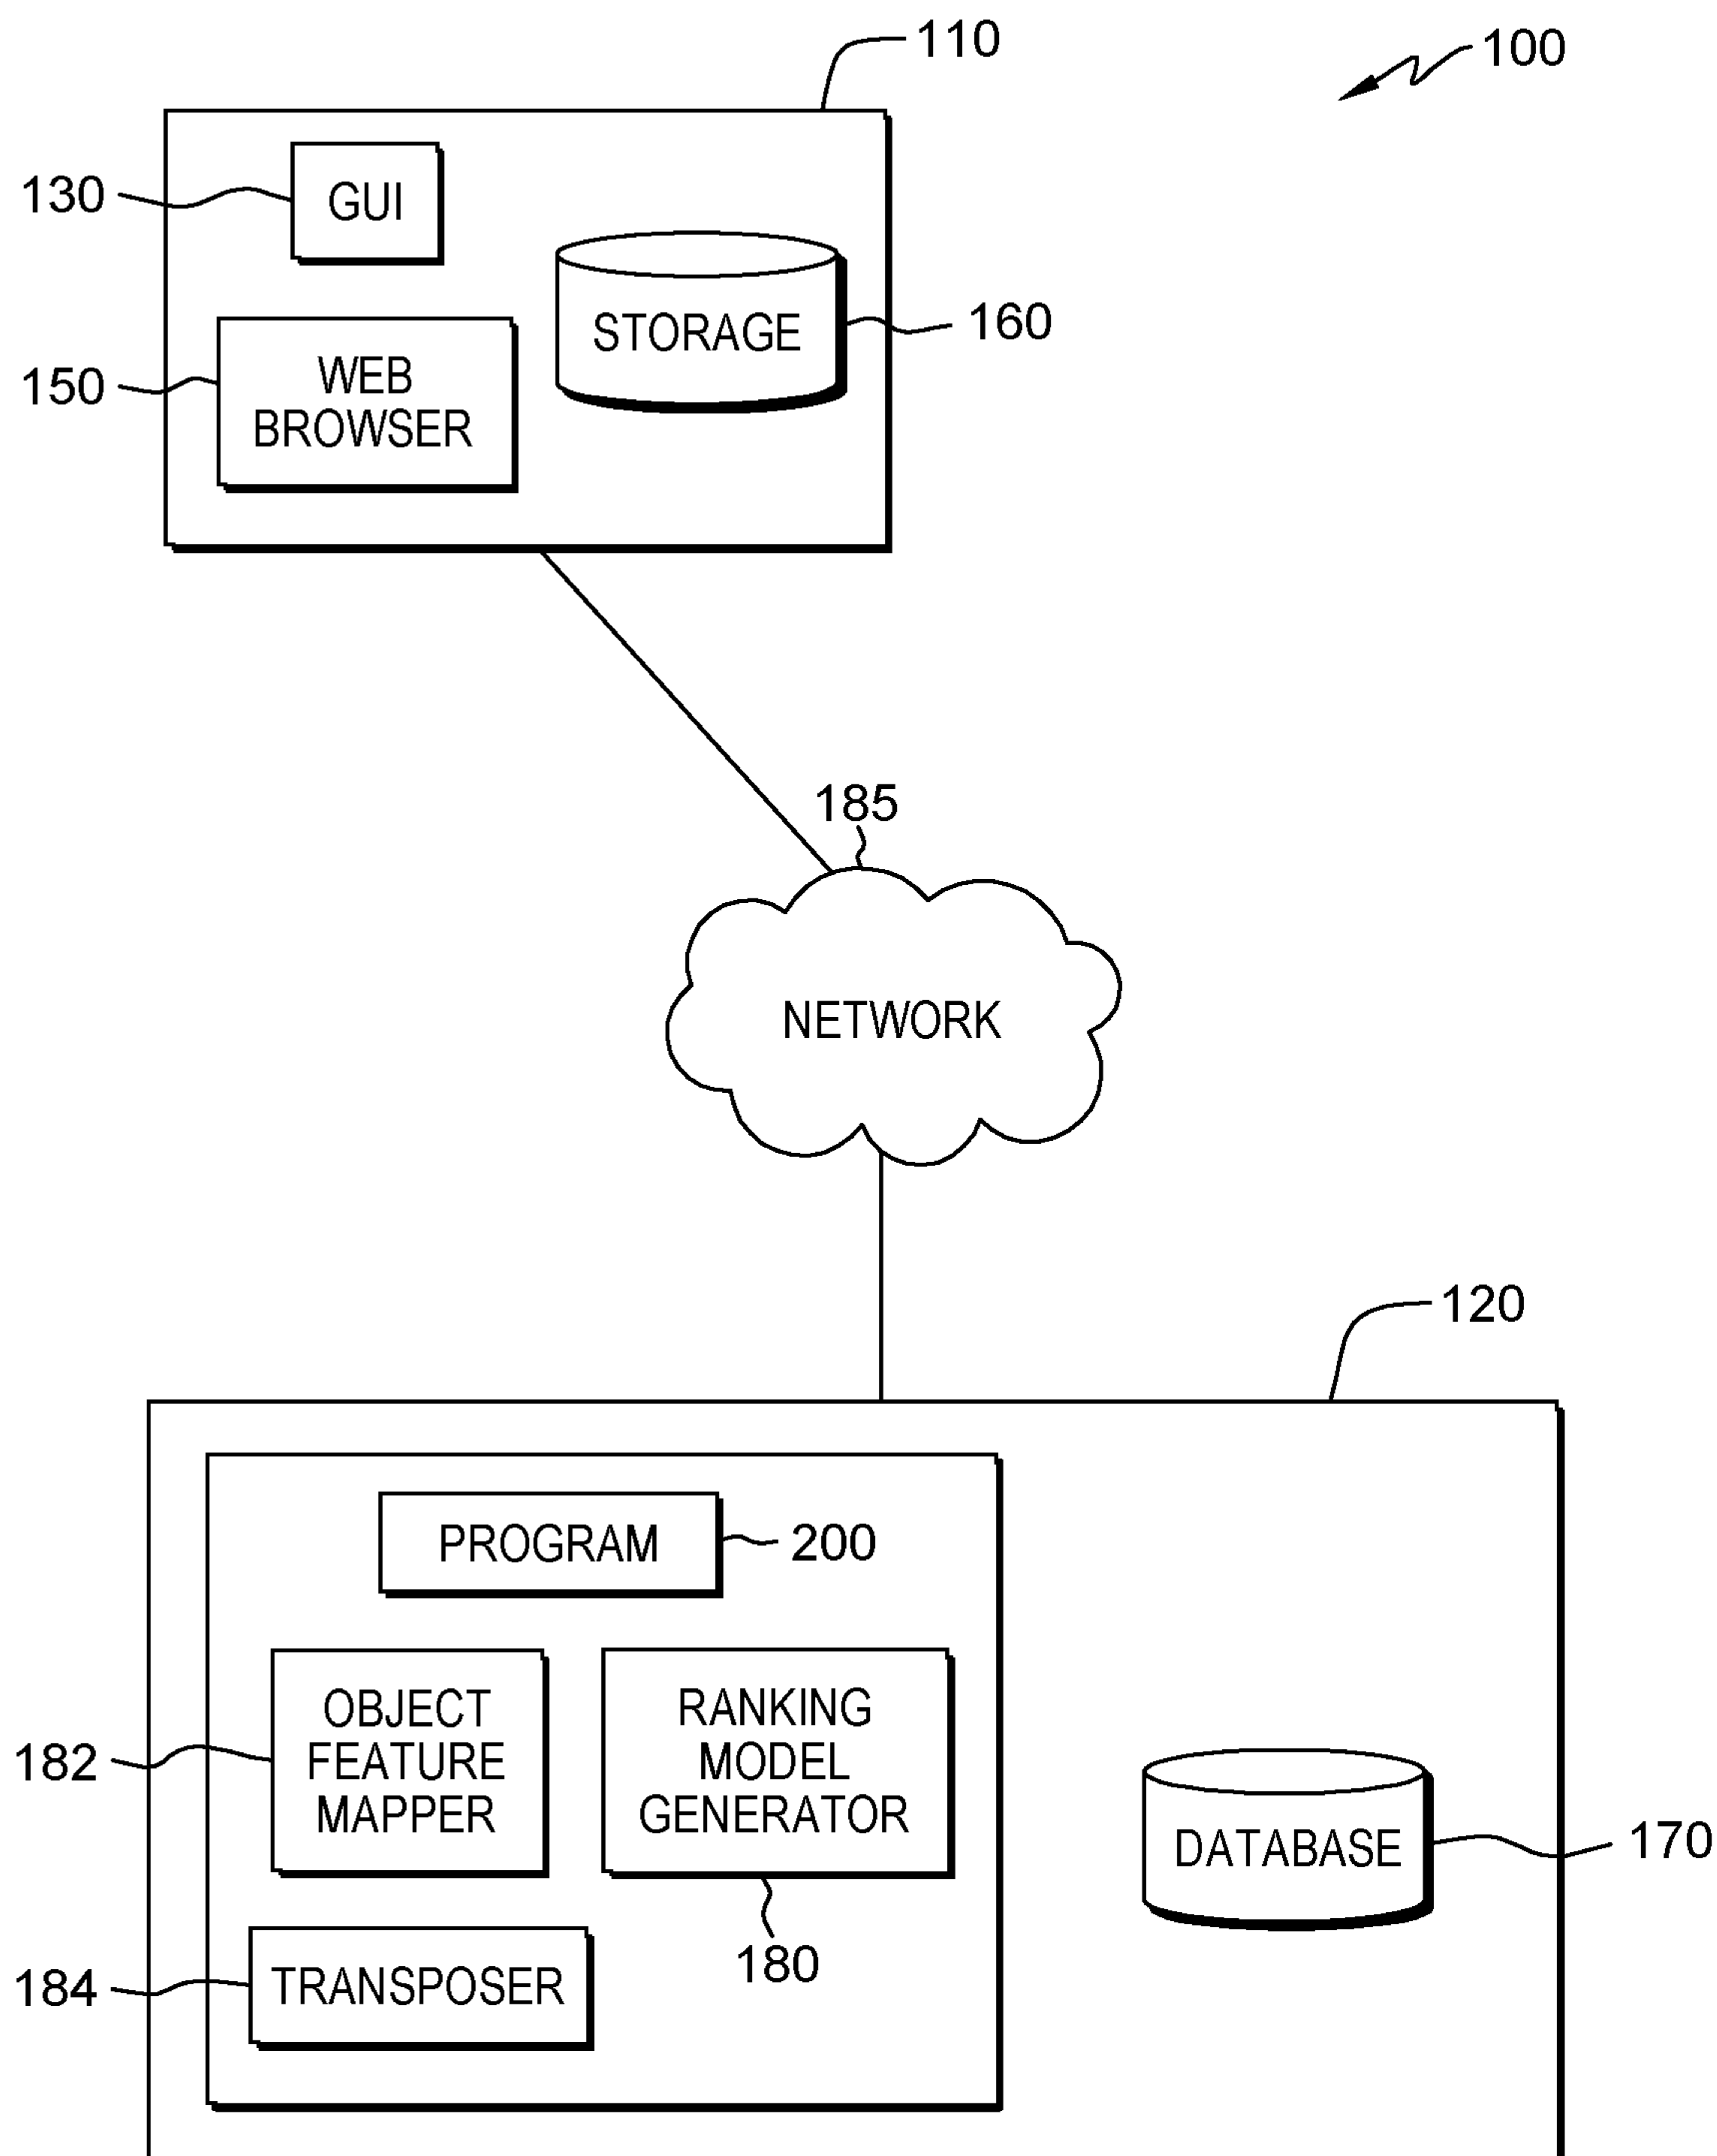 110
100
130
GUI
STORAGE
160
150
WEB
BROWSER
185
NETWORK
120
PROGRAM
200
182
OBJECT
FEATURE
MAPPER
RANKING
MODEL
GENERATOR
DATABASE
170
180
184
TRANSPOSER